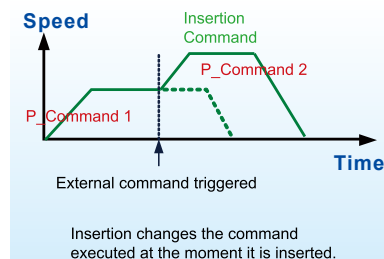 Speed
Insertion
Command
P_Command 2
P_Command 1
Time
External command triggered
Insertion changes the command
executed at the moment it is inserted.